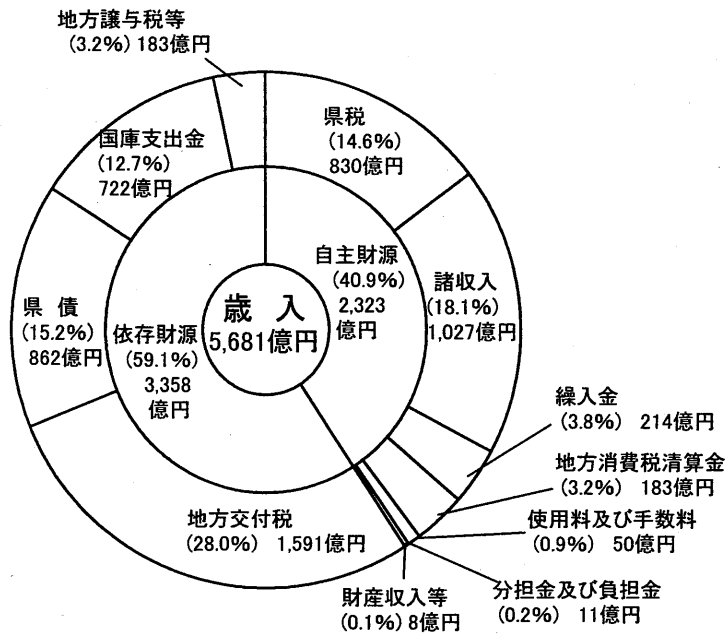 地方譲与税等
(3.2%) 183億円
県税
(14.6%)
830億円
国庫支出金
(12.7%)
722億円
自主財源
(40.9%)
2,323
億円
諸収入
(18.1%)
1,027億円
歳 入
5,681億円
県 債
(15.2%)
862億円
依存財源
(59.1%)
3,358
億円
繰入金
(3.8%) 214億円
地方消費税清算金
(3.2%) 183億円
地方交付税
(28.0%) 1,591億円
使用料及び手数料
(0.9%) 50億円
分担金及び負担金
(0.2%) 11億円
財産収入等
(0.1%) 8億円